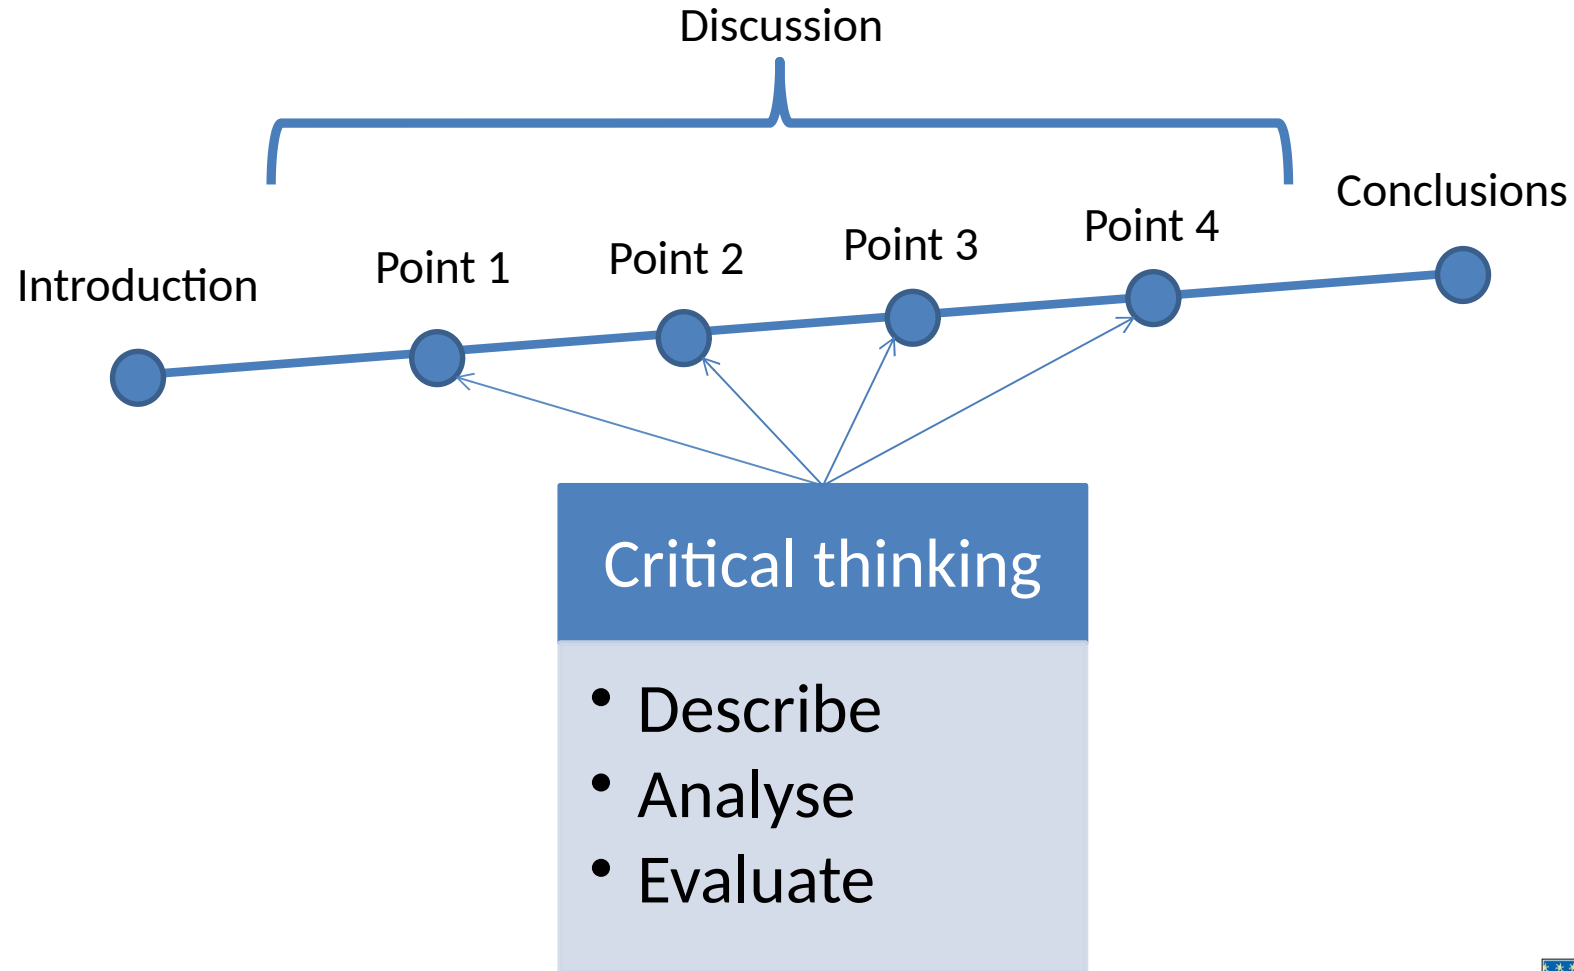 Discussion
Conclusions
Point 4
Point 3
Point 2
Point 1
Introduction
Critical thinking
• Describe
• Analyse
• Evaluate